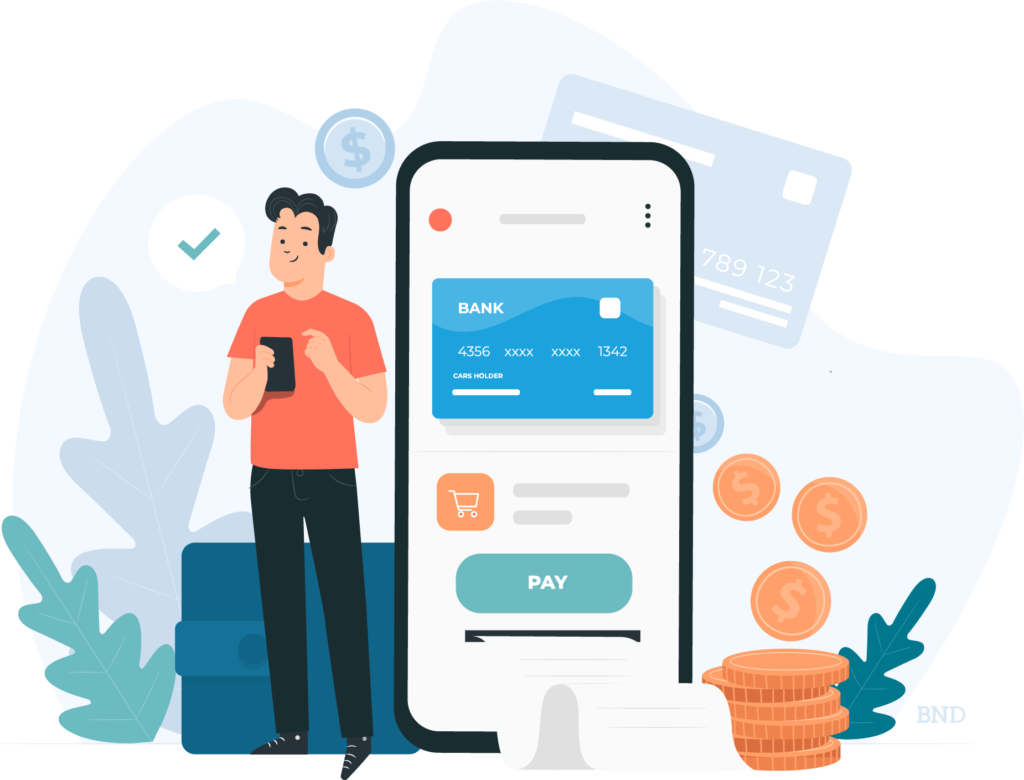 $
789 123
BANK
4356 xxxx xxxx 1342
CARS HOLDER
$
$
$
PAY
$
BND